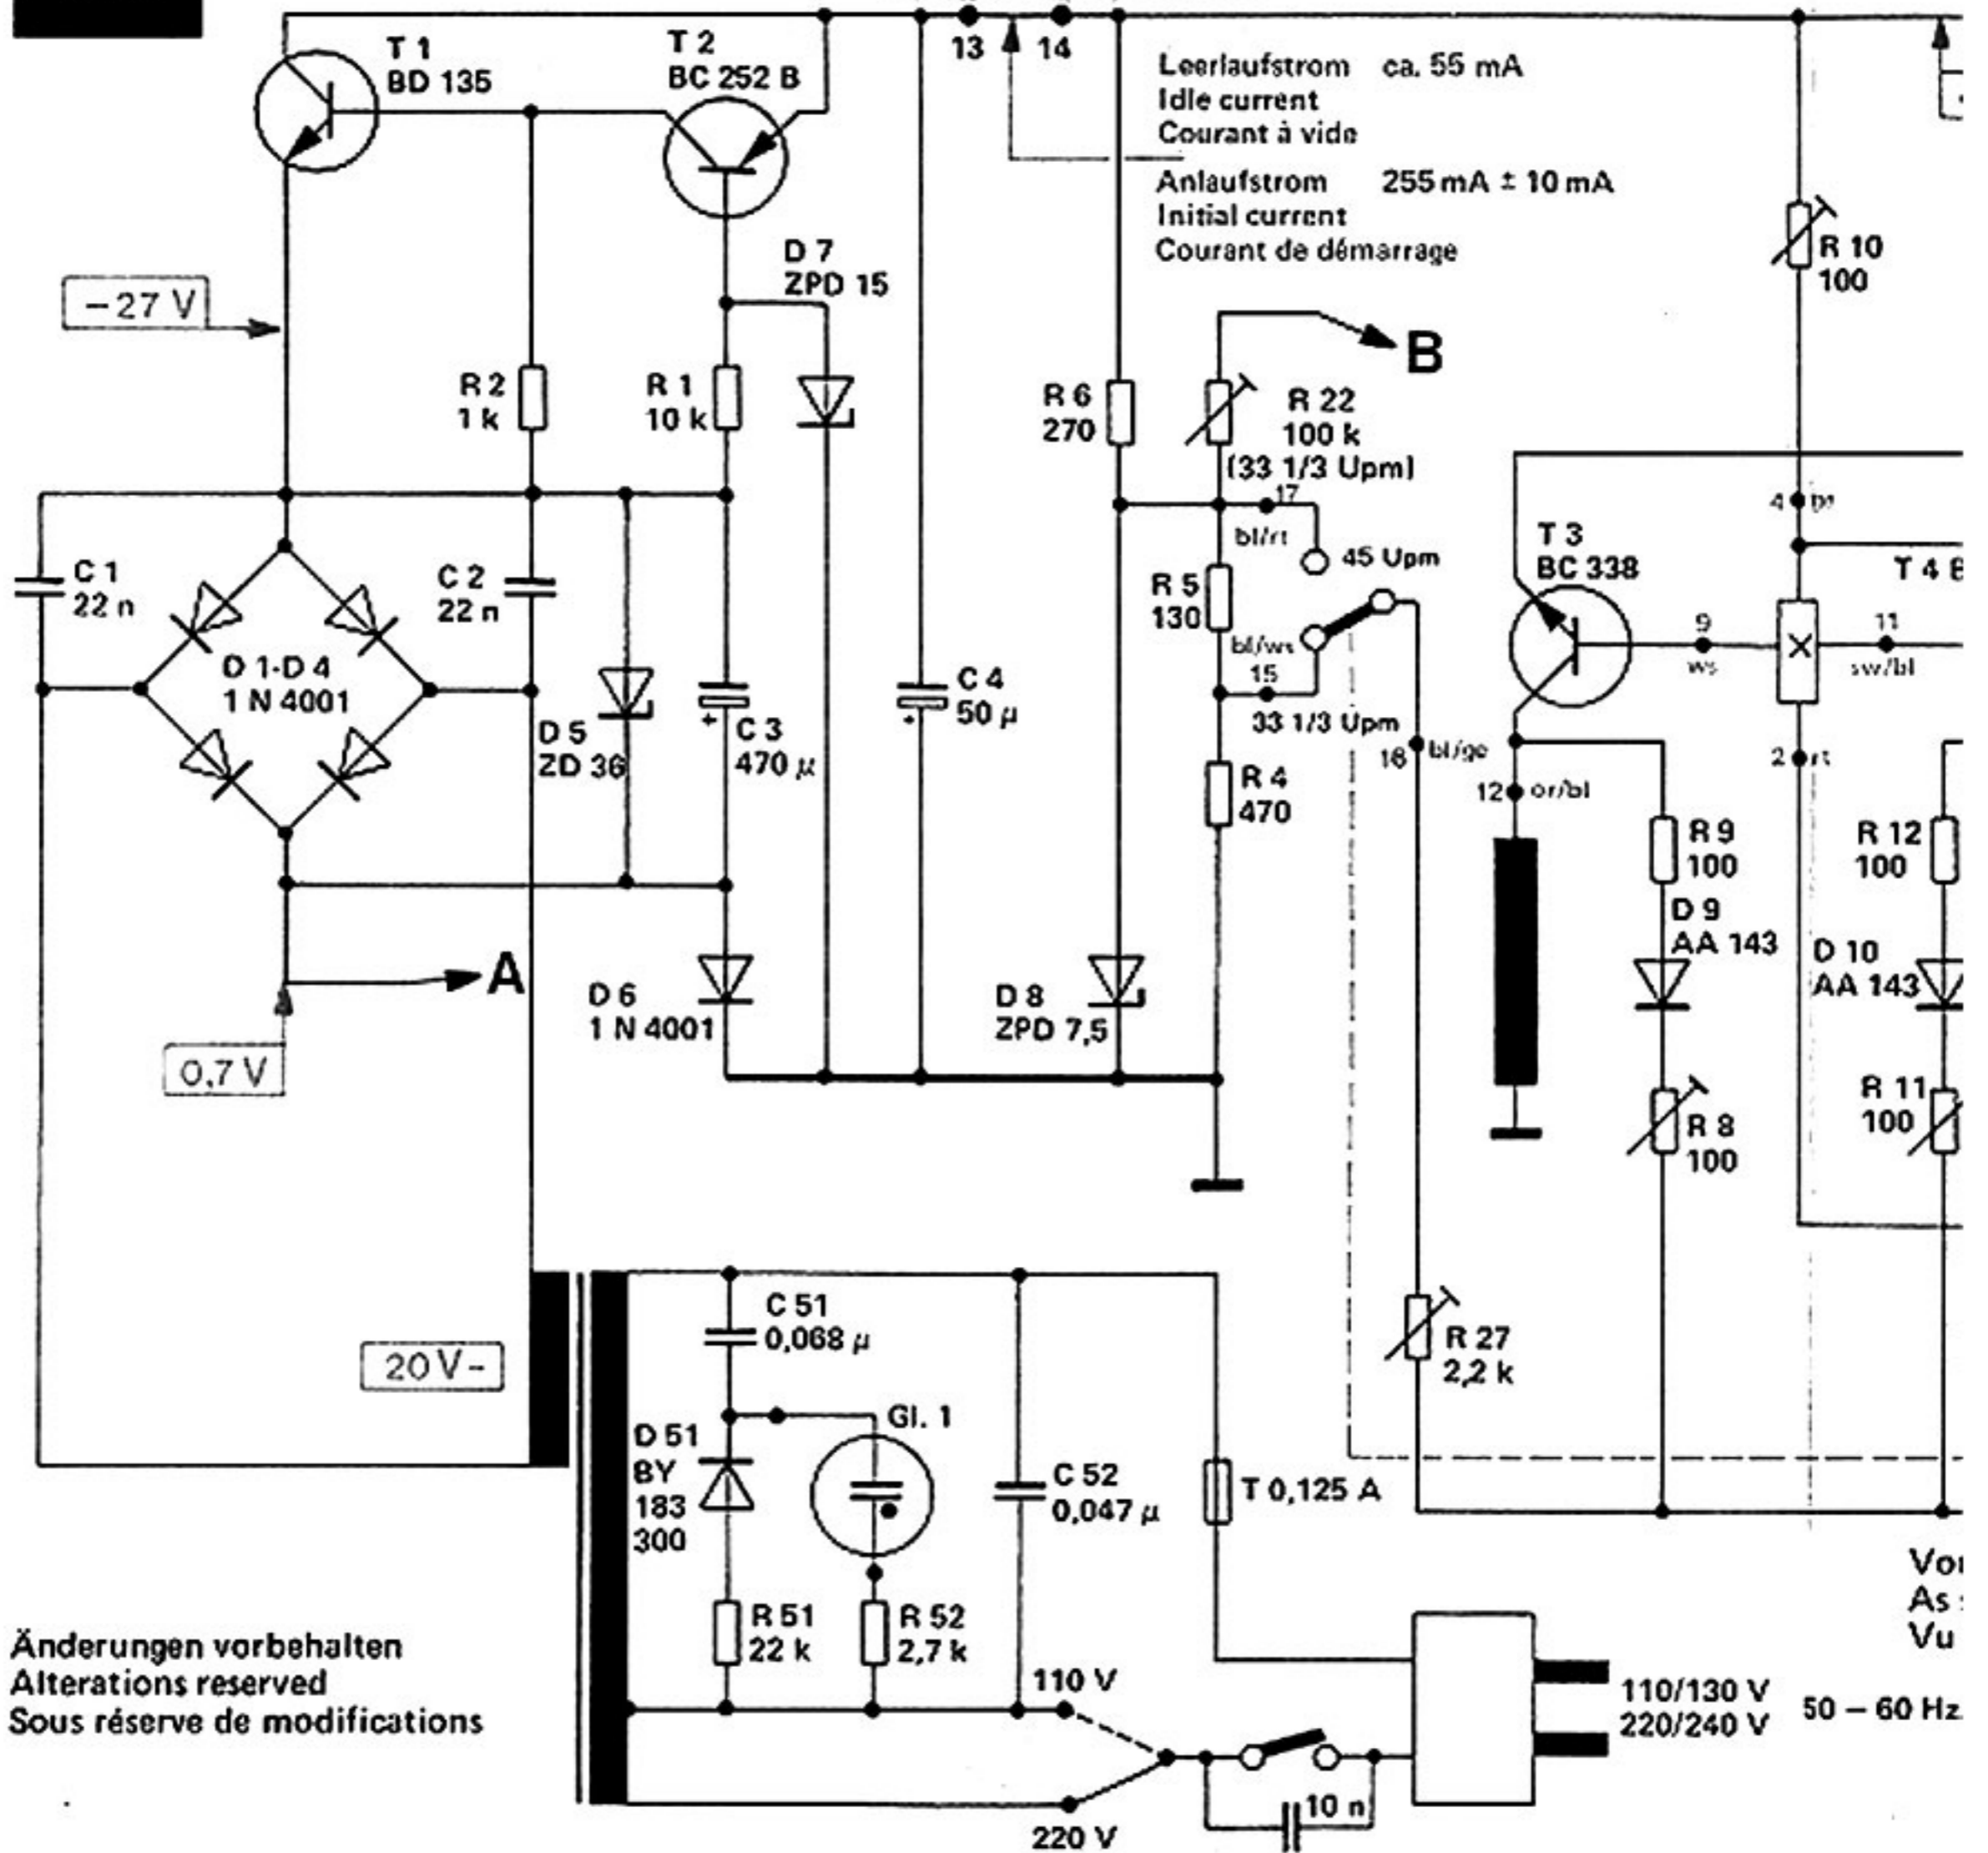 T 1
BD 135
T 2
BC 252 B
13
14
Leerlaufstrom ca. 55 mA
Idle current
Courant à vide
Anlaufstrom 255 mA ± 10 mA
Initial current
Courant de démarrage
R 10
100
D 7
ZPD 15
– 27 V
B
R 2
1 k
R 1
10 k
R 6
270
R 22
100 k
(33 1/3 Upm)
17
bl/rt
45 Upm
4
T 3
BC 338
T 4
C 1
22 n
C 2
22 n
R 5
130
bl/ws
15
33 1/3 Upm
9
ws
11
sw/bl
D 1-D 4
1 N 4001
D 5
ZD 36
C 3
470 µ
C 4
50 µ
+
+
bl/ge
2
rt
12
or/bl
R 4
470
R 9
100
R 12
100
D 9
AA 143
D 10
AA 143
A
D 6
1 N 4001
D 8
ZPD 7,5
0,7 V
R 8
100
R 11
100
C 51
0,068 µ
20 V~
R 27
2,2 k
Gl. 1
D 51
BY
183
300
C 52
0,047 µ
T 0,125 A
R 51
22 k
R 52
2,7 k
110 V
Änderungen vorbehalten
Alterations reserved
Sous réserve de modifications
110/130 V
220/240 V
50 – 60 Hz
As
Vu
10 n
220 V